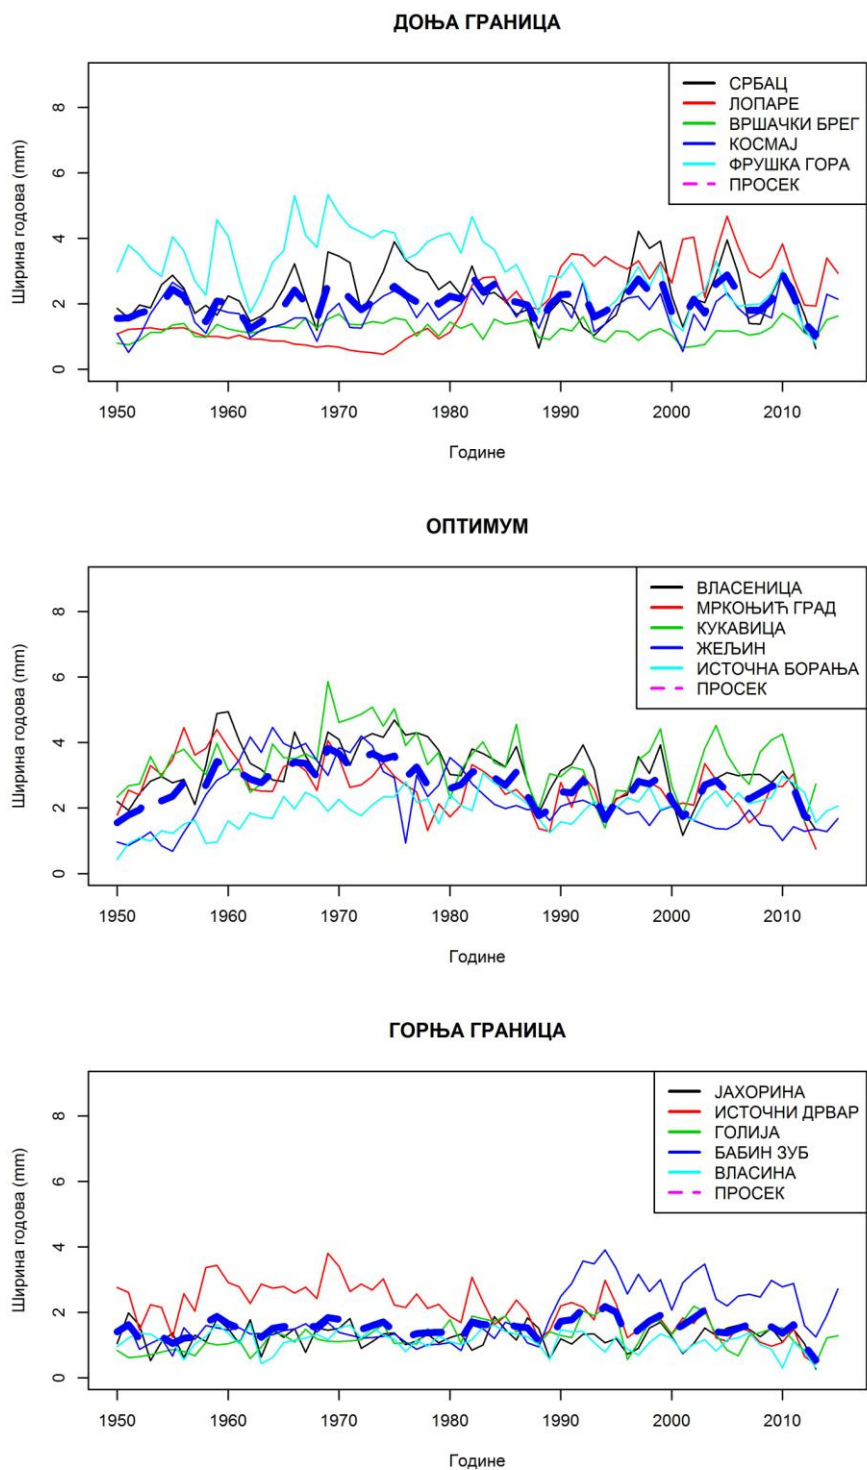 ДОЊА ГРАНИЦА
СРБАЦ
ЛОПАРЕ
ВРШАЧКИ БРЕГ
КОСМАЈ
ФРУШКА ГОРА
ПРОСЕК
Ширина годова (mm)
8
6
4
2
0
1950 1960 1970 1980 1990 2000 2010
Године
ОПТИМУМ
ВЛАСЕНИЦА
МРКОЊИЋ ГРАД
КУКАВИЦА
ЖЕЉИН
ИСТОЧНА БОРАЊА
ПРОСЕК
Ширина годова (mm)
8
6
4
2
0
1950 1960 1970 1980 1990 2000 2010
Године
ГОРЊА ГРАНИЦА
ЈАХОРИНА
ИСТОЧНИ ДРВАР
ГОЛИЈА
БАБИН ЗУБ
ВЛАСИНА
ПРОСЕК
Ширина годова (mm)
8
6
4
2
0
1950 1960 1970 1980 1990 2000 2010
Године